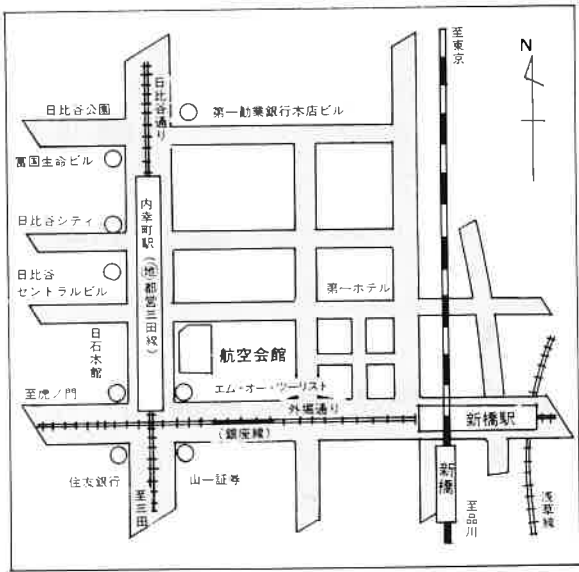 至東京
N
日比谷通り
日比谷公園
第一勧業銀行本店ビル
富国生命ビル
内幸町駅(地都営三田線)
日比谷シティ
日比谷
セントラルビル
第一ホテル
日石本館
航空会館
至虎ノ門
エム・オー・ツーリスト
外堀通り
(銀座線)
新橋駅
住友銀行
山一証券
至三田
新橋
至品川
浅草線